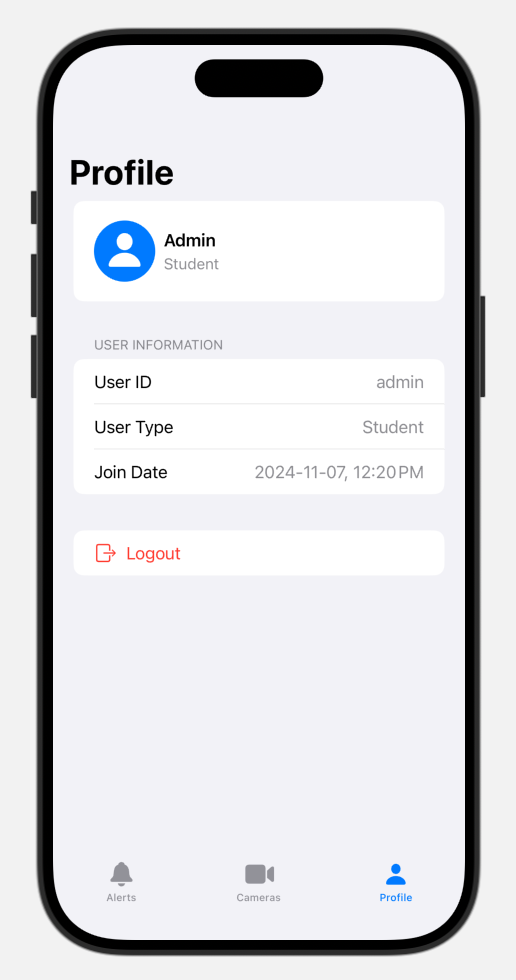 Profile
Admin
Student
USER INFORMATION
User ID admin
User Type Student
Join Date 2024-11-07, 12:20 PM
Logout
Alerts Cameras Profile